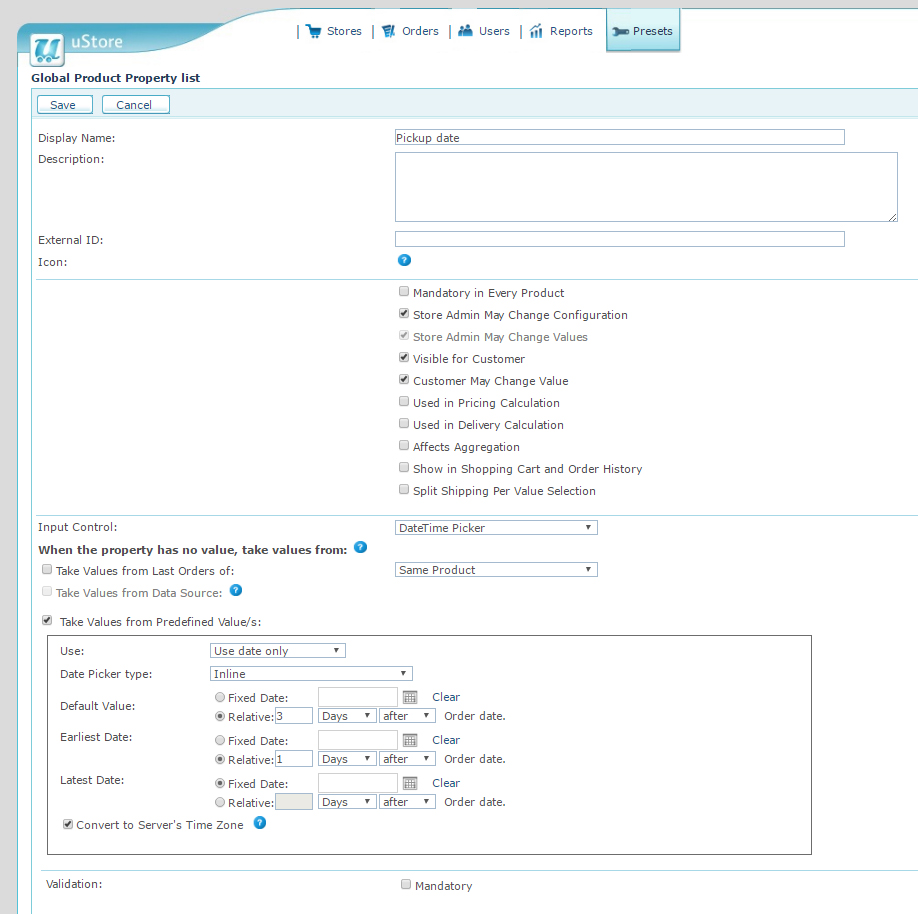 Stores Orders Users Reports Presets
uStore
Global Product Property list
Save Cancel
Display Name: Pickup date
Description:
External ID:
Icon: ?
Mandatory in Every Product
Store Admin May Change Configuration
Store Admin May Change Values
Visible for Customer
Customer May Change Value
Used in Pricing Calculation
Used in Delivery Calculation
Affects Aggregation
Show in Shopping Cart and Order History
Split Shipping Per Value Selection
Input Control: DateTime Picker
When the property has no value, take values from: ?
Take Values from Last Orders of: Same Product
Take Values from Data Source: ?
Take Values from Predefined Value/s:
Use: Use date only
Date Picker type: Inline
Default Value: Fixed Date: Clear
Relative: 3 Days after Order date.
Earliest Date: Fixed Date: Clear
Relative: 1 Days after Order date.
Latest Date: Fixed Date: Clear
Relative: Days after Order date.
Convert to Server's Time Zone ?
Validation: Mandatory